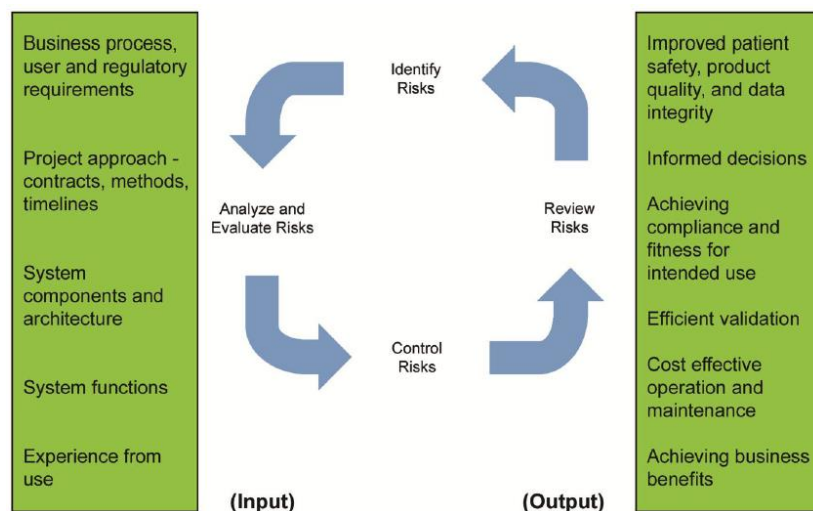 Business process,
user and regulatory
requirements
Project approach -
contracts, methods,
timelines
System
components and
architecture
System functions
Experience from
use
Identify
Risks
Analyze and
Evaluate Risks
Review
Risks
Control
Risks
(Input)
(Output)
Improved patient
safety, product
quality, and data
integrity
Informed decisions
Achieving
compliance and
fitness for
intended use
Efficient validation
Cost effective
operation and
maintenance
Achieving business
benefits